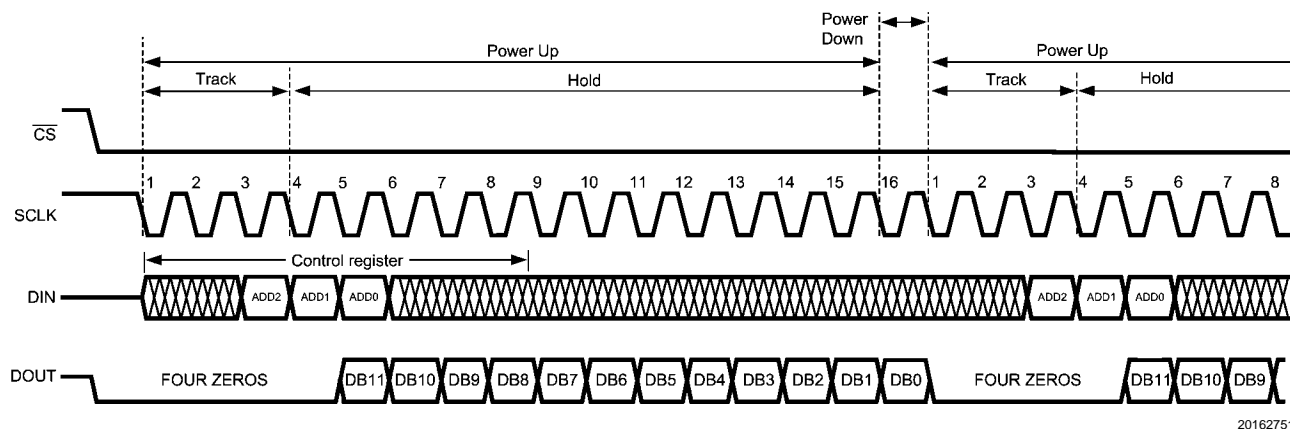 Power
Down
Power Up
Power Up
Track
Hold
Track
Hold
CS
1 2 3 4 5 6 7 8 9 10 11 12 13 14 15 16 1 2 3 4 5 6 7 8
SCLK
Control register
DIN
ADD2 ADD1 ADD0 ADD2 ADD1 ADD0
DOUT
FOUR ZEROS
DB11 DB10 DB9 DB8 DB7 DB6 DB5 DB4 DB3 DB2 DB1 DB0
FOUR ZEROS
DB11 DB10 DB9
20162751